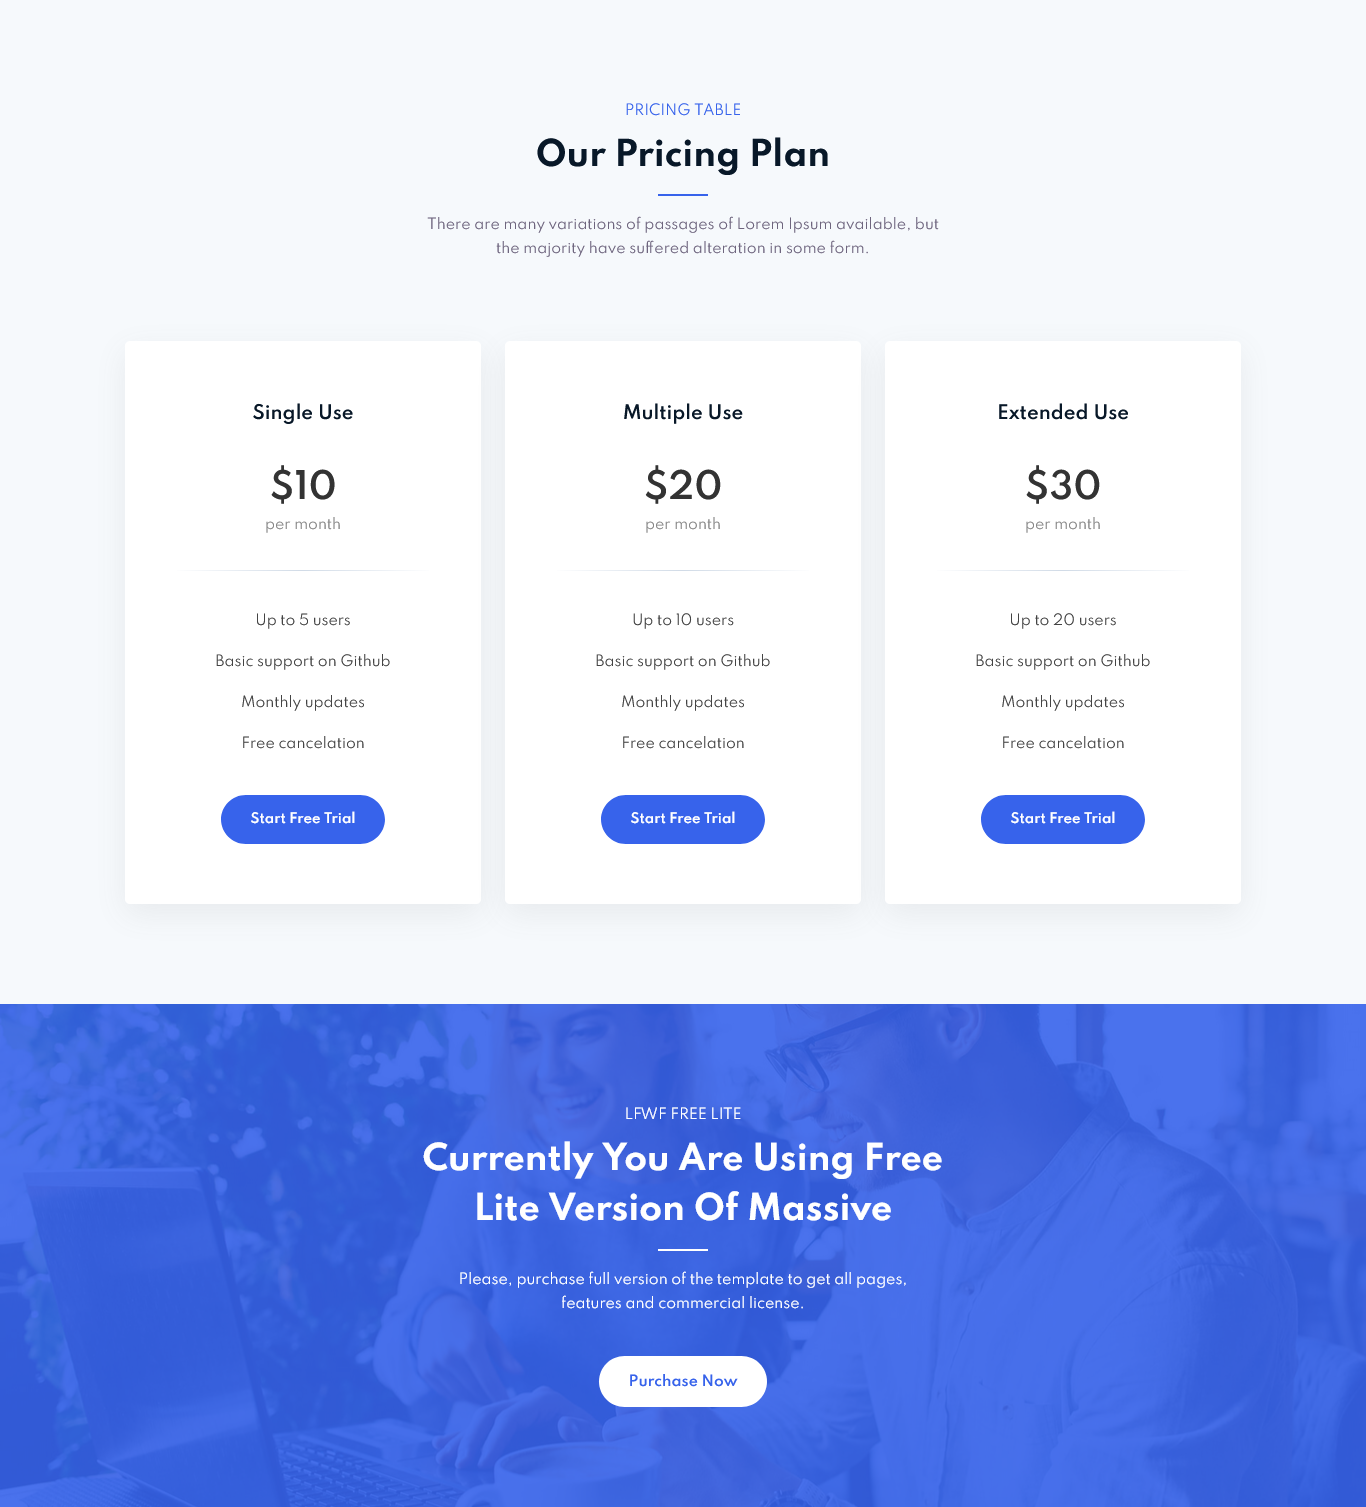 PRICING TABLE
Our Pricing Plan
There are many variations of passages of Lorem Ipsum available, but
the majority have suffered alteration in some form.
Single Use
$10
per month
Up to 5 users
Basic support on Github
Monthly updates
Free cancelation
Start Free Trial
Multiple Use
$20
per month
Up to 10 users
Basic support on Github
Monthly updates
Free cancelation
Start Free Trial
Extended Use
$30
per month
Up to 20 users
Basic support on Github
Monthly updates
Free cancelation
Start Free Trial
LFWF FREE LITE
Currently You Are Using Free
Lite Version Of Massive
Please, purchase full version of the template to get all pages,
features and commercial license.
Purchase Now